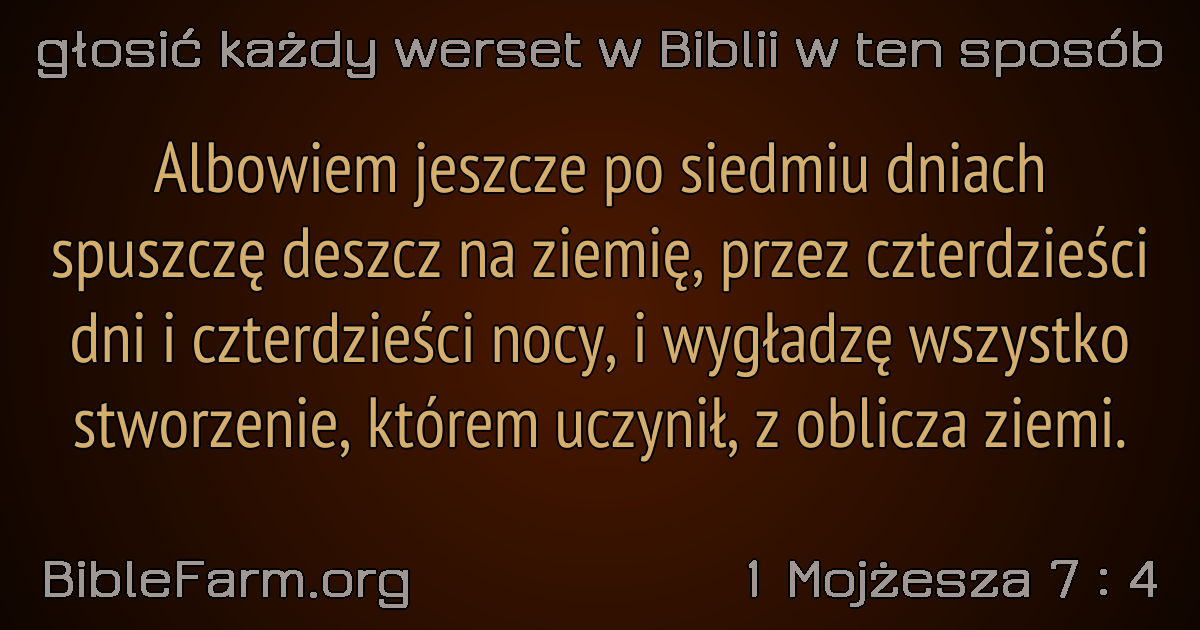 głosić każdy werset w Biblii w ten sposób
Albowiem jeszcze po siedmiu dniach
spuszczę deszcz na ziemię, przez czterdzieści
dni i czterdzieści nocy, i wygładzę wszystko
stworzenie, którem uczynił, z oblicza ziemi.
BibleFarm.org
1 Mojżesza 7 : 4